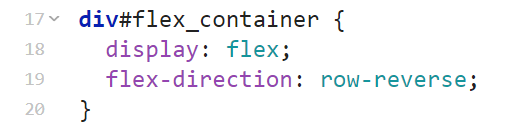 17 div#flex_container {
18 display: flex;
19 flex-direction: row-reverse;
20 }